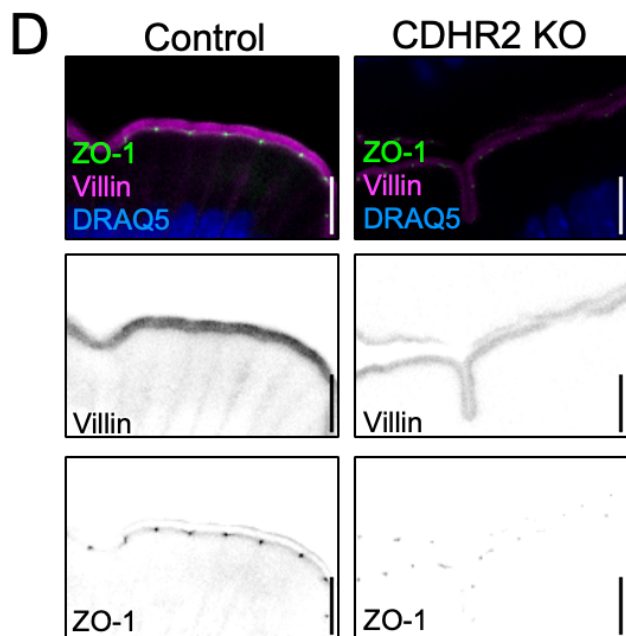 D
Control
CDHR2 KO
ZO-1
Villin
DRAQ5
ZO-1
Villin
DRAQ5
Villin
Villin
ZO-1
ZO-1